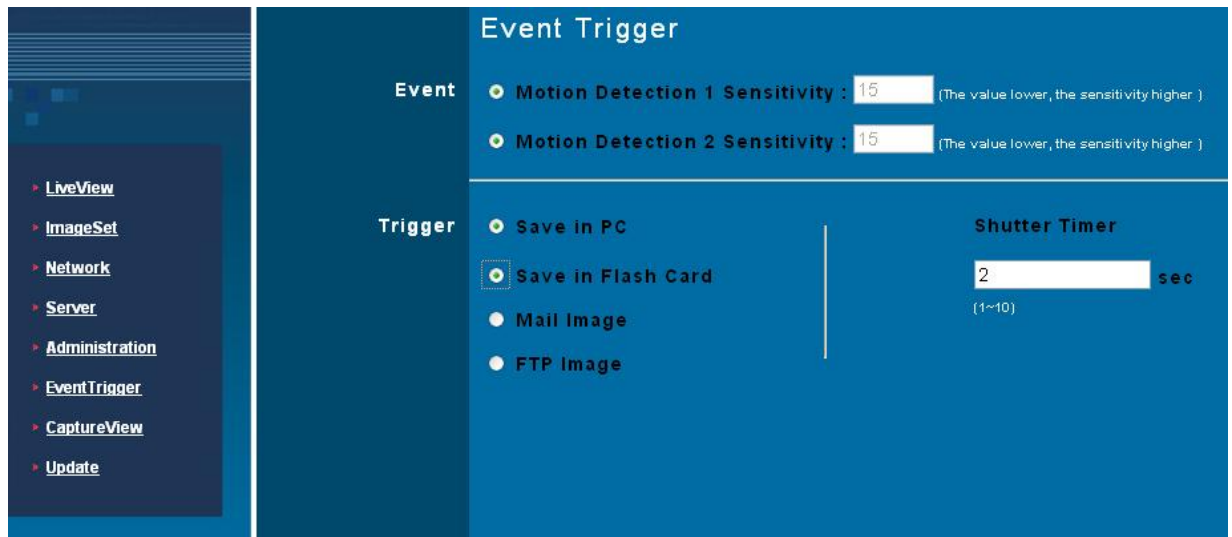 LiveView
ImageSet
Network
Server
Administration
EventTrigger
CaptureView
Update
Event Trigger
Event
Motion Detection 1 Sensitivity : 15 (The value lower, the sensitivity higher )
Motion Detection 2 Sensitivity : 15 (The value lower, the sensitivity higher )
Trigger
Save in PC
Save in Flash Card
Mail Image
FTP Image
Shutter Timer
2 sec
(1~10)